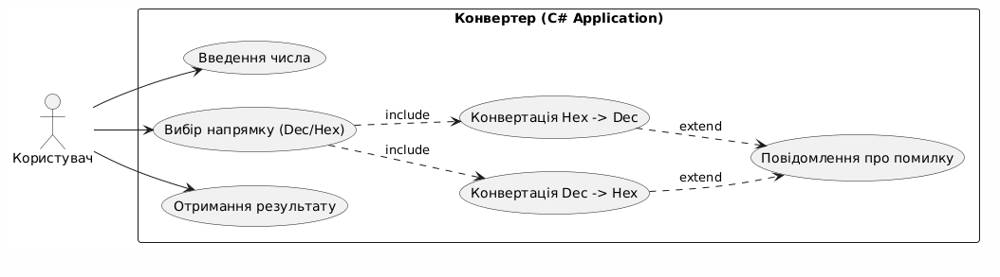 Конвертер (C# Application)
Введення числа
Вибір напрямку (Dec/Hex)
include
Конвертація Hex -> Dec
extend
include
Повідомлення про помилку
Користувач
extend
Конвертація Dec -> Hex
Отримання результату